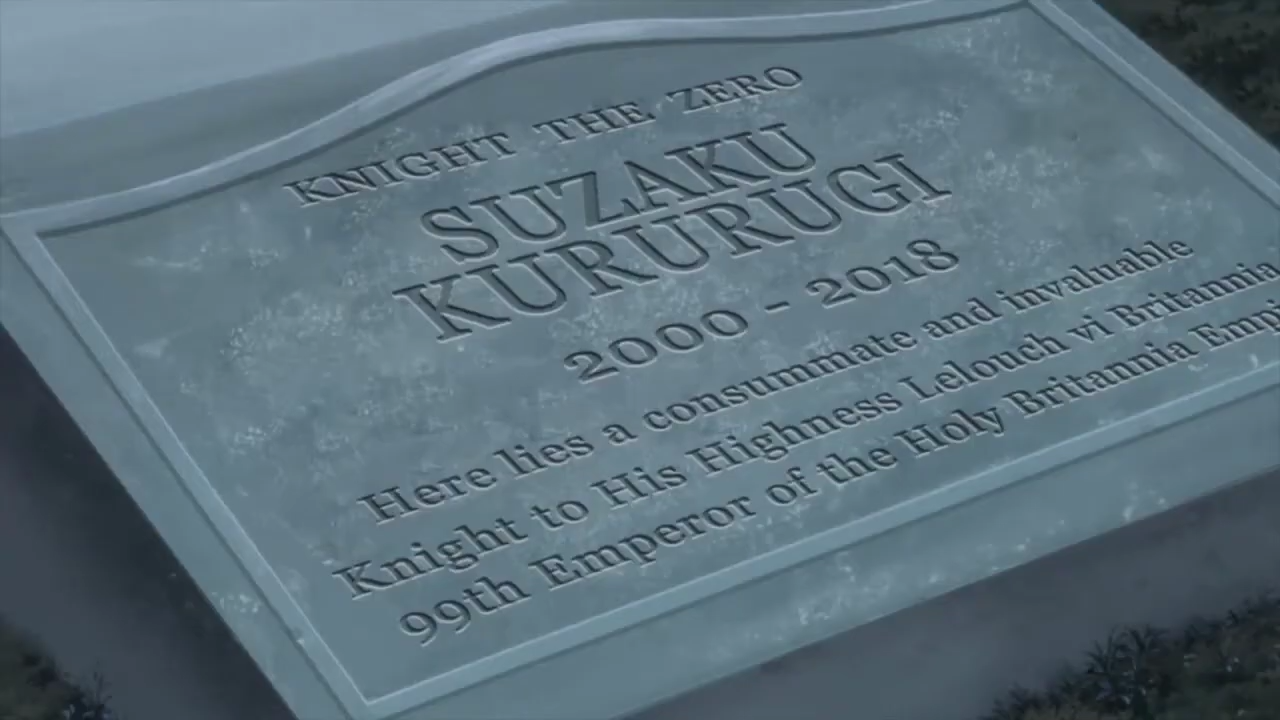 KNIGHT THE ZERO
SUZAKU
KURURUGI
2000 - 2018
Here lies a consummate and invaluable
Knight to His Highness Lelouch vi Britannia
99th Emperor of the Holy Britannia